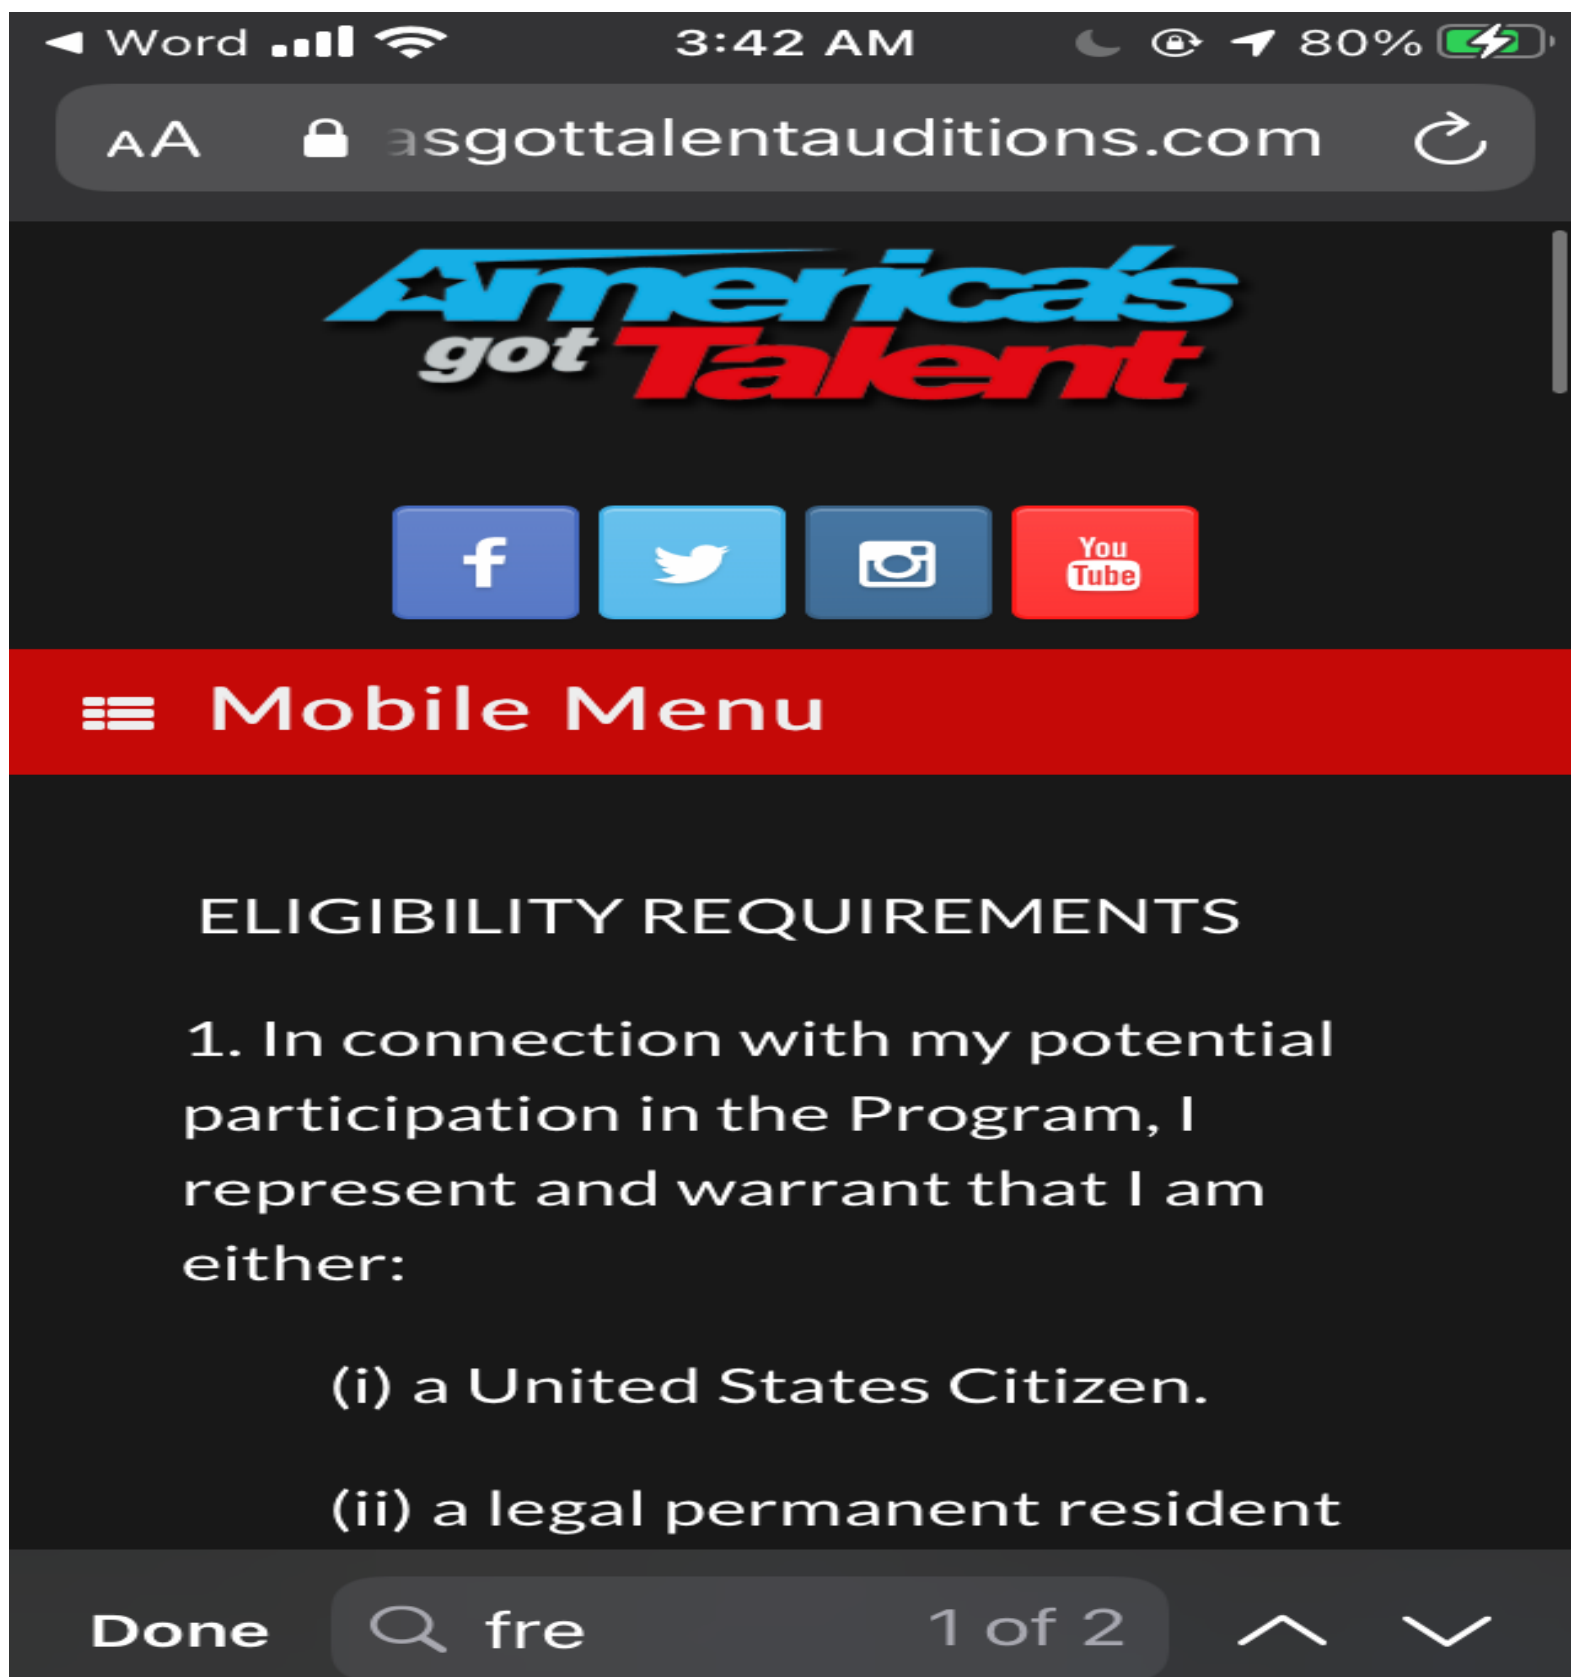 Word 3:42 AM 80%
AA asgottalentauditions.com
America's
got Talent
f You
Tube
Mobile Menu
ELIGIBILITY REQUIREMENTS
1. In connection with my potential
participation in the Program, I
represent and warrant that I am
either:
(i) a United States Citizen.
(ii) a legal permanent resident
Done fre 1 of 2